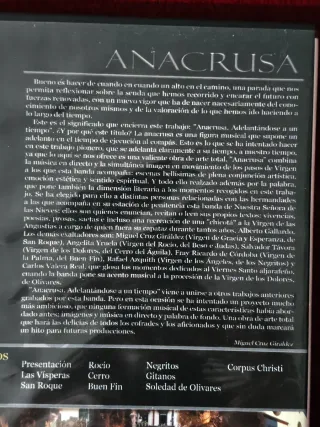 ANACRUSA
Bueno es hacer de cuando en cuando un alto en el camino, una parada que nos
permita reflexionar sobre la senda que hemos recorrido y encarar el futuro con
fuerzas renovadas, con un nuevo vigor que ha de nacer necesariamente del cono-
cimiento de nosotros mismos y de la valoración de lo que hemos ido haciendo a
lo largo del tiempo.
Este es el significado que encierra este trabajo: "Anacrusa. Adelantándose a un
tiempo". ¿Y por qué este título? La anacrusa es una figura musical que supone un
adelanto en el tiempo de ejecución al compás. Esto es lo que se ha intentado hacer
en este trabajo pionero, que se adelanta claramente a su tiempo, a nuestro tiempo,
ya que lo que se nos ofrece es una valiente obra de arte total. "Anacrusa" combina
la música en directo y la simultánea imagen en movimiento de los pasos de Virgen
a los que esta banda acompaña: escenas bellísimas de plena conjunción artística,
emoción estética y sentido espiritual. Y todo ello realzado además por la palabra,
que pone también la dimensión literaria a los momentos recogidos en este traba-
jo. Se ha elegido para ello a distintas personas relacionadas con las hermandades
a las que acompaña en su estación de penitencia esta banda de Nuestra Señora de
las Nieves: ellos son quienes enuncian, recitan o leen sus propios textos: vivencias,
poesías, prosas, saetas e incluso una recreación de una "chicotá" a la Virgen de las
Angustias a cargo de quien fuera su capataz durante tantos años, Alberto Gallardo.
Los demás exaltadores son: Miguel Cruz Giráldez (Virgen de Gracia y Esperanza, de
San Roque), Angelita Yruela (Virgen del Rocío, del Beso de Judas), Salvador Távora
(Virgen de los Dolores, del Cerro del Águila), Fray Ricardo de Córdoba (Virgen de
la Palma, del Buen Fin), Rafael Azpuitb (Virgen de los Ángeles, de los Negritos) y
Carlos Valera Real, que glosa los momentos dedicados al Viernes Santo aljarafeño,
cuando la banda pone su acento musical a la procesión de la Virgen de los Dolores,
de Olivares.
"Anacrusa. Adelantándose a un tiempo" viene a unirse a otros trabajos anteriores
grabados por esta banda. Pero en esta ocasión se ha intentado un proyecto mucho
más ambicioso, que ninguna formación musical de estas características había abor-
dado antes: imágenes y música en directo y palabra de fondo. Una obra de arte total
que hará las delicias de todos los cofrades y los aficionados y que sin duda marcará
un hito para futuras producciones.
Miguel Cruz Giráldez
OS
Presentación Rocío Negritos Corpus Christi
Las Vísperas Cerro Gitanos
San Roque Buen Fin Soledad de Olivares